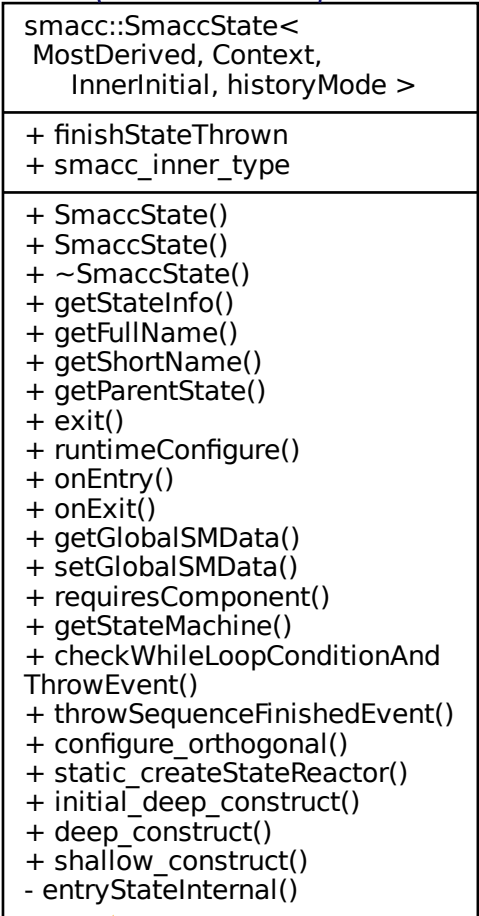 smacc::SmaccState<
MostDerived, Context,
InnerInitial, historyMode >
+ finishStateThrown
+ smacc_inner_type
+ SmaccState()
+ SmaccState()
+ ~SmaccState()
+ getStateInfo()
+ getFullName()
+ getShortName()
+ getParentState()
+ exit()
+ runtimeConfigure()
+ onEntry()
+ onExit()
+ getGlobalSMData()
+ setGlobalSMData()
+ requiresComponent()
+ getStateMachine()
+ checkWhileLoopConditionAnd
ThrowEvent()
+ throwSequenceFinishedEvent()
+ configure_orthogonal()
+ static_createStateReactor()
+ initial_deep_construct()
+ deep_construct()
+ shallow_construct()
- entryStateInternal()